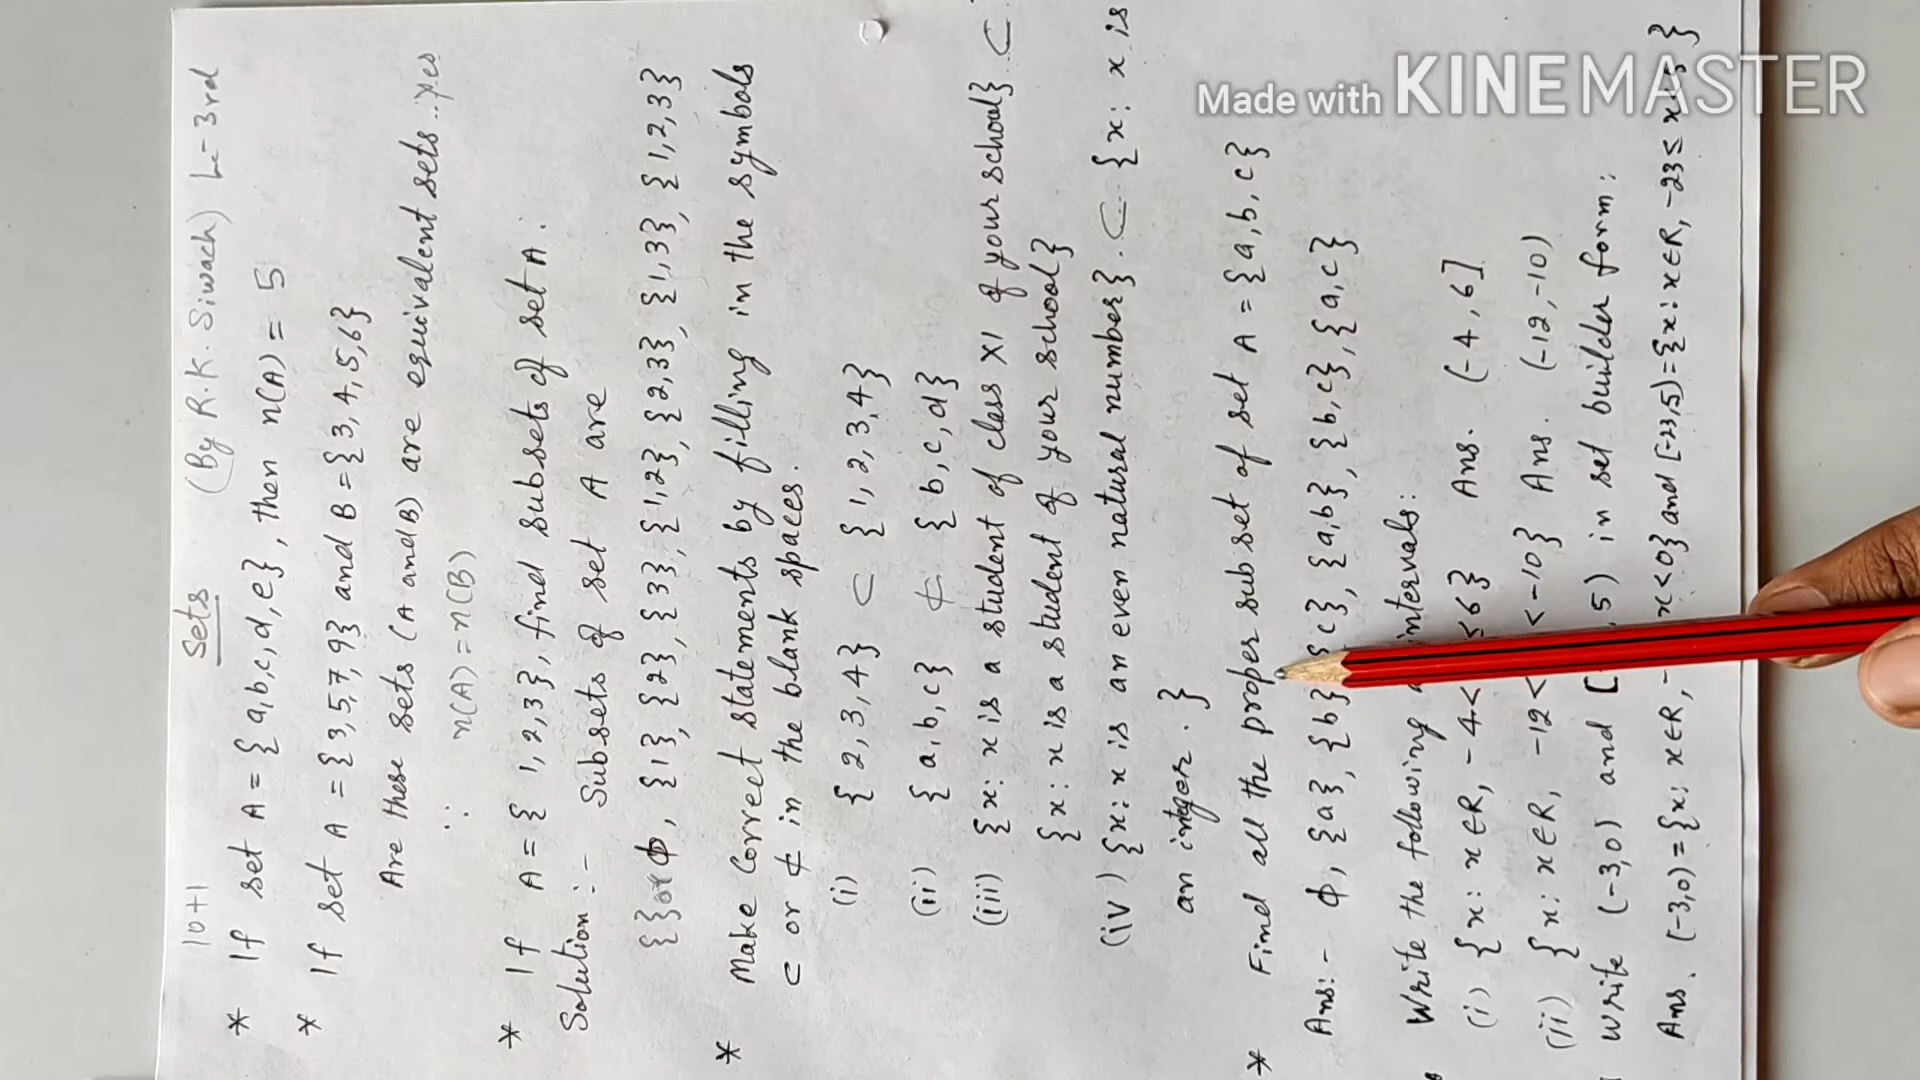 10+1 Sets (By R.K. Siwach) L-3rd
* If set A = { a,b,c,d,e}, then n(A) = 5
* If set A = {3,5,7,9} and B = {3,4,5,6}
Are these sets (A and B) are equivalent sets...yes
∵ n(A) = n(B)
* If A = { 1,2,3}, find subsets of set A.
Solution:- Subsets of set A are
{ } or ϕ, {1}, {2}, {3}, {1,2}, {2,3}, {1,3}, {1,2,3}
* Make Correct statements by filling in the symbols
⊂ or ⊄ in the blank spaces.
(i) { 2,3,4} ⊂ { 1,2,3,4}
(ii) { a,b,c} ⊄ { b,c,d}
(iii) {x: x is a student of class XI of your school} ⊂
{x: x is a student of your school}
(iv) {x: x is an even natural number} . ⊂ {x: x is
an integer.}
* Find all the proper subset of set A = {a,b,c}
Ans:- ϕ, {a}, {b} c}, {a,b}, {b,c}, {a,c}
Write the following intervals:
(i) {x: x∈R, -4< ≤6} Ans. (-4,6]
(ii) {x: x∈R, -12< <-10} Ans. (-12,-10)
Write (-3,0) and [ ,5) in set builder form:
Ans. (-3,0) = {x: x∈R, - x<0} and [-23,5) = {x: x∈R, -23≤ x<5}
Made with KINEMASTER